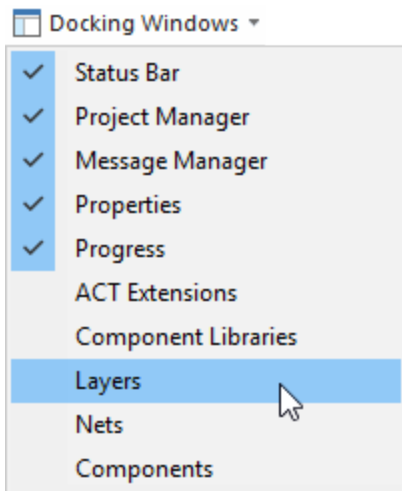 Docking Windows
Status Bar
Project Manager
Message Manager
Properties
Progress
ACT Extensions
Component Libraries
Layers
Nets
Components